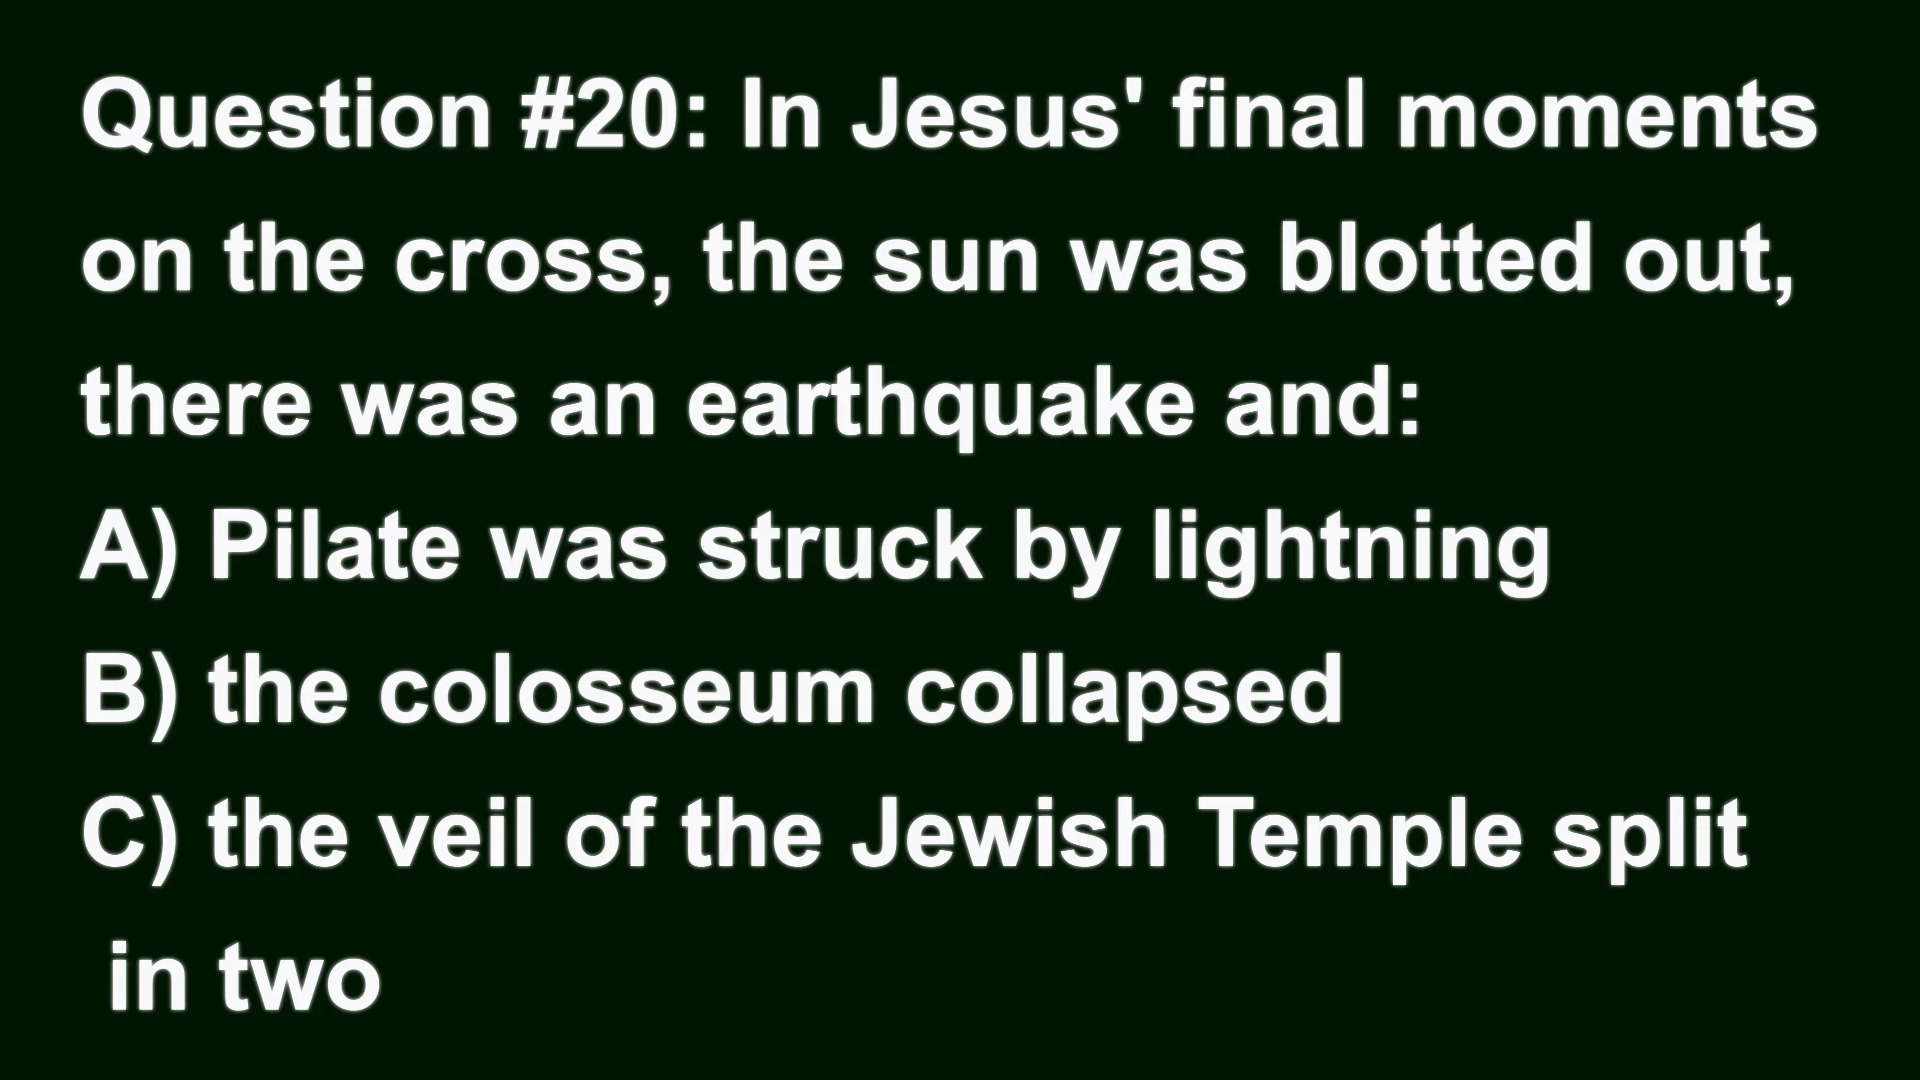 Question #20: In Jesus' final moments
on the cross, the sun was blotted out,
there was an earthquake and:
A) Pilate was struck by lightning
B) the colosseum collapsed
C) the veil of the Jewish Temple split
in two